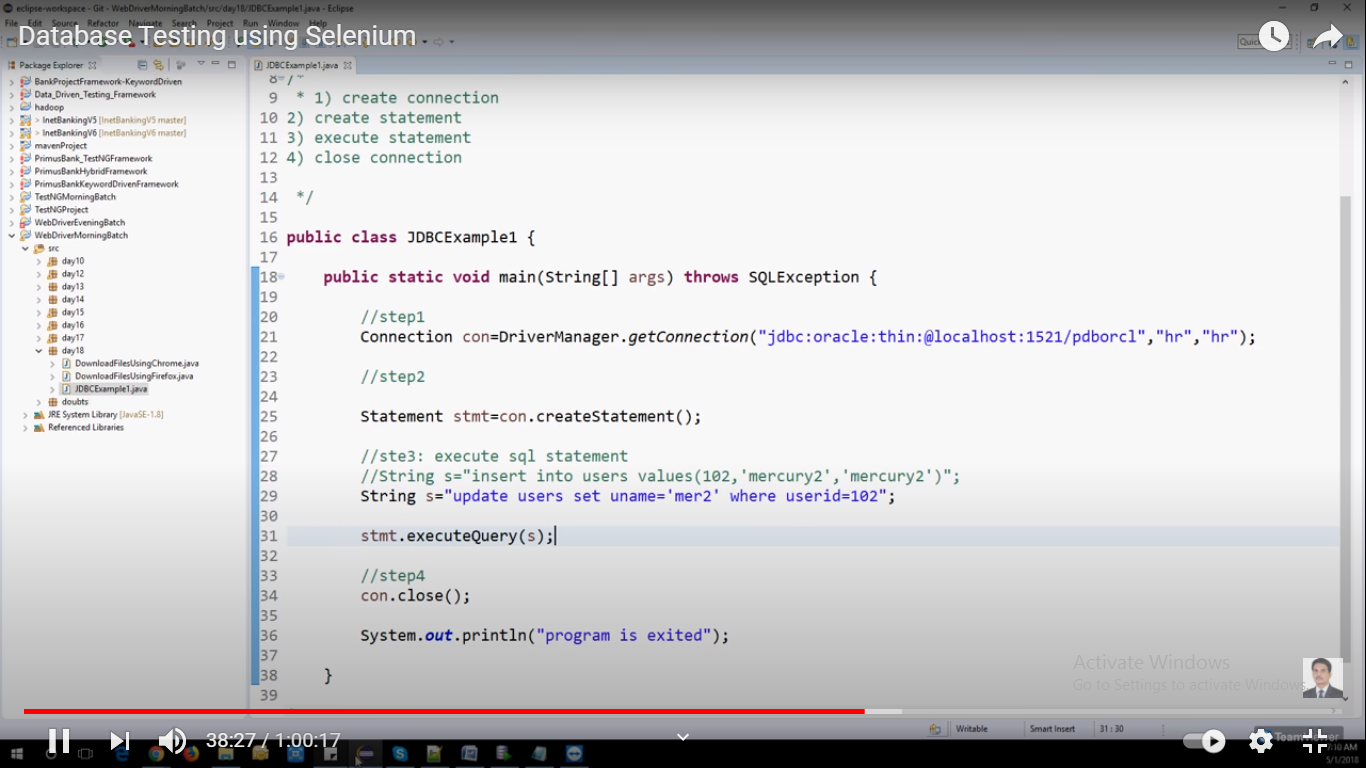 eclipse-workspace - Git - WebDriverMorningBatch/src/day18/JDBCExample1.java - Eclipse
File Edit Source Refactor Navigate Search Project Run Window Help
Database Testing using Selenium
Quic
Package Explorer
JDBCExample1.java
BankProjectFramework-KeywordDriven
Data_Driven_Testing_Framework
hadoop
> InetBankingV5 [InetBankingV5 master]
> InetBankingV6 [InetBankingV6 master]
mavenProject
PrimusBank_TestNGFramework
PrimusBankHybridFramework
PrimusBankKeywordDrivenFramework
TestNGMorningBatch
TestNGProject
WebDriverEveningBatch
WebDriverMorningBatch
src
day10
day12
day13
day14
day15
day16
day17
day18
DownloadFilesUsingChrome.java
DownloadFilesUsingFirefox.java
JDBCExample1.java
doubts
JRE System Library [JavaSE-1.8]
Referenced Libraries
8 /*
9 * 1) create connection
10 2) create statement
11 3) execute statement
12 4) close connection
13
14 */
15
16 public class JDBCExample1 {
17
18 public static void main(String[] args) throws SQLException {
19
20 //step1
21 Connection con=DriverManager.getConnection("jdbc:oracle:thin:@localhost:1521/pdborcl","hr","hr");
22
23 //step2
24
25 Statement stmt=con.createStatement();
26
27 //ste3: execute sql statement
28 //String s="insert into users values(102,'mercury2','mercury2')";
29 String s="update users set uname='mer2' where userid=102";
30
31 stmt.executeQuery(s);
32
33 //step4
34 con.close();
35
36 System.out.println("program is exited");
37
38 }
39
Activate Windows
Go to Settings to activate Windows
Writable
Smart Insert
31 : 30
38:27 / 1:00:17
TeamViewer
7:10 AM
5/1/2018